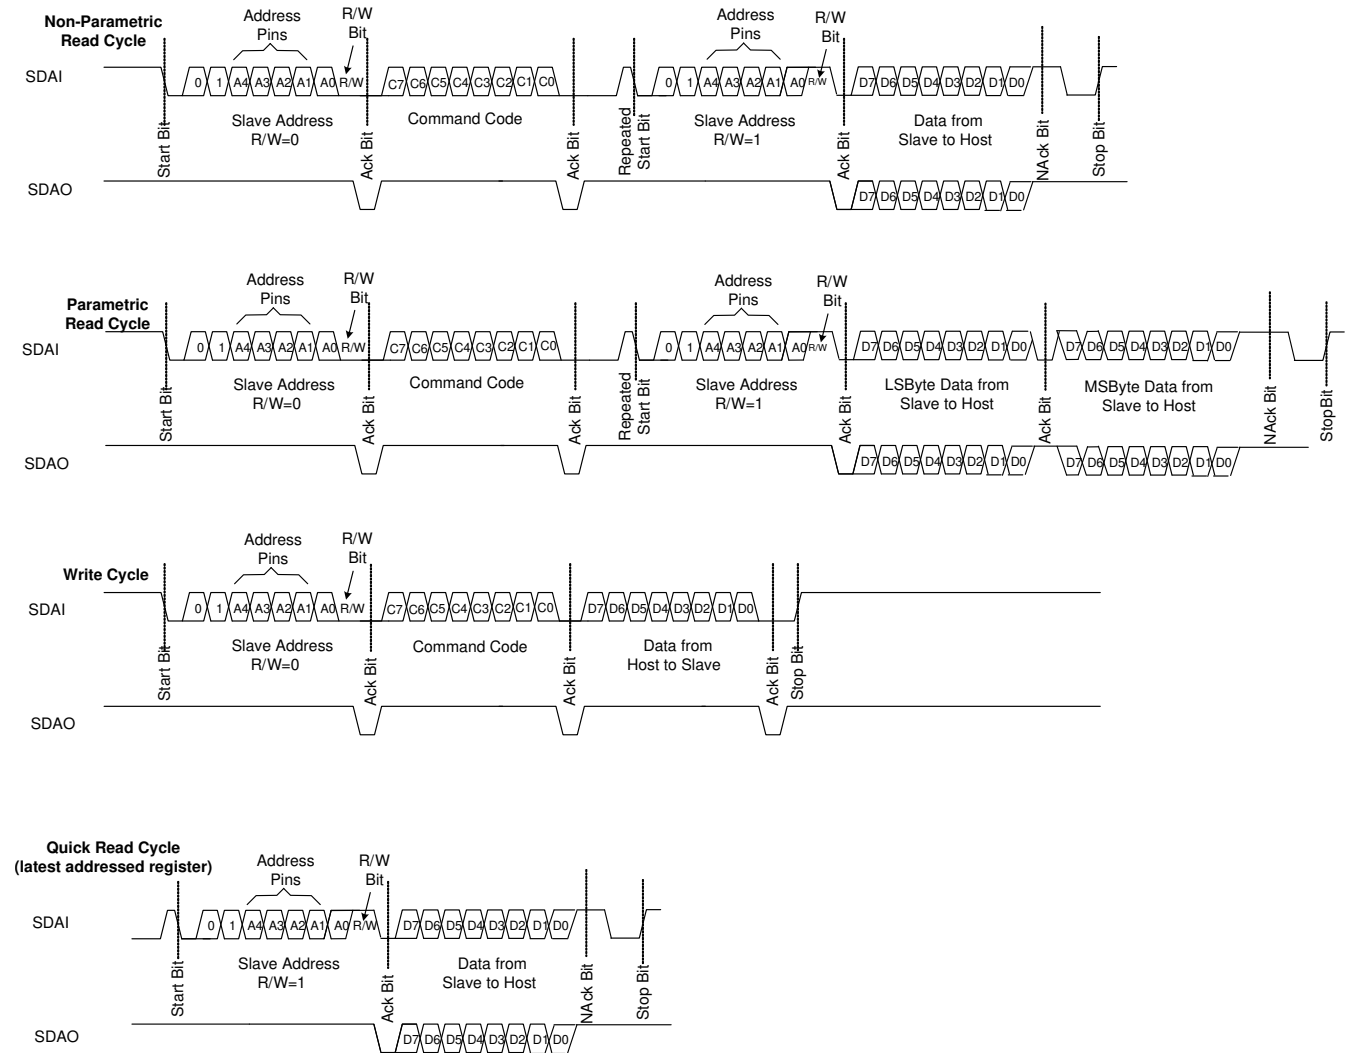 Non-Parametric
Read Cycle
Address
Pins
R/W
Bit
Address
Pins
R/W
Bit
SDAI
0 1 A4 A3 A2 A1 A0 R/W C7 C6 C5 C4 C3 C2 C1 C0 0 1 A4 A3 A2 A1 A0 R/W D7 D6 D5 D4 D3 D2 D1 D0
Start Bit
Slave Address
R/W=0
Ack Bit
Command Code
Ack Bit
Repeated
Start Bit
Slave Address
R/W=1
Ack Bit
Data from
Slave to Host
NAck Bit
Stop Bit
SDAO
D7 D6 D5 D4 D3 D2 D1 D0
Parametric
Read Cycle
Address
Pins
R/W
Bit
Address
Pins
R/W
Bit
SDAI
0 1 A4 A3 A2 A1 A0 R/W C7 C6 C5 C4 C3 C2 C1 C0 0 1 A4 A3 A2 A1 A0 R/W D7 D6 D5 D4 D3 D2 D1 D0 D7 D6 D5 D4 D3 D2 D1 D0
Start Bit
Slave Address
R/W=0
Ack Bit
Command Code
Ack Bit
Repeated
Start Bit
Slave Address
R/W=1
Ack Bit
LSByte Data from
Slave to Host
Ack Bit
MSByte Data from
Slave to Host
NAck Bit
StopBit
SDAO
D7 D6 D5 D4 D3 D2 D1 D0 D7 D6 D5 D4 D3 D2 D1 D0
Write Cycle
Address
Pins
R/W
Bit
SDAI
0 1 A4 A3 A2 A1 A0 R/W C7 C6 C5 C4 C3 C2 C1 C0 D7 D6 D5 D4 D3 D2 D1 D0
Start Bit
Slave Address
R/W=0
Ack Bit
Command Code
Ack Bit
Data from
Host to Slave
Ack Bit
Stop Bit
SDAO
Quick Read Cycle
(latest addressed register)
Address
Pins
R/W
Bit
SDAI
0 1 A4 A3 A2 A1 A0 R/W D7 D6 D5 D4 D3 D2 D1 D0
Start Bit
Slave Address
R/W=1
Ack Bit
Data from
Slave to Host
NAck Bit
Stop Bit
SDAO
D7 D6 D5 D4 D3 D2 D1 D0